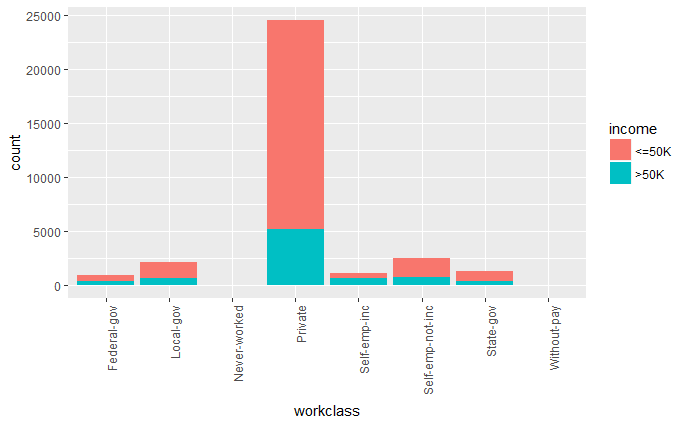 25000
20000
15000
10000
5000
0
count
Federal-gov
Local-gov
Never-worked
Private
Self-emp-inc
Self-emp-not-inc
State-gov
Without-pay
workclass
income
<=50K
>50K